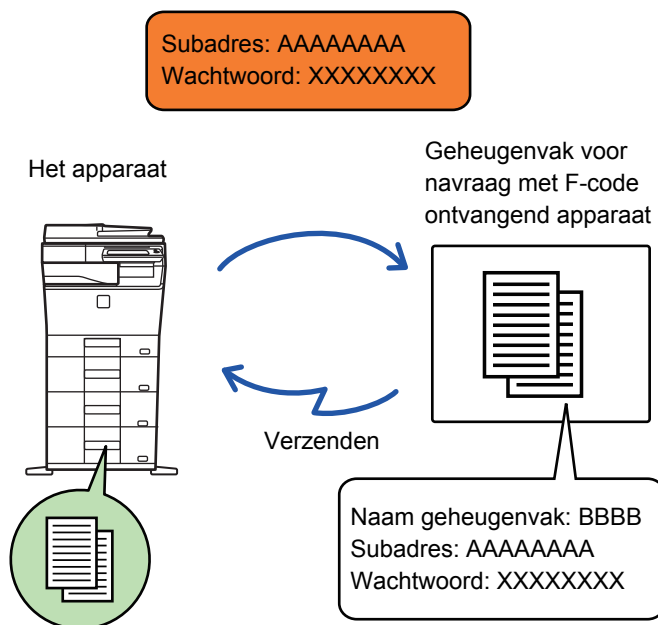 Subadres: AAAAAAAA
Wachtwoord: XXXXXXXX
Het apparaat
Geheugenvak voor
navraag met F-code
ontvangend apparaat
Verzenden
Naam geheugenvak: BBBB
Subadres: AAAAAAAA
Wachtwoord: XXXXXXXX